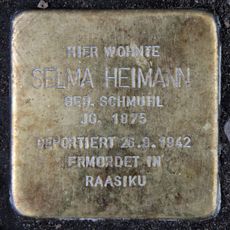 HIER WOHNTE
SELMA HEIMANN
GEB. SCHMUHL
JG. 1875
DEPORTIERT 26.9.1942
ERMORDET IN
RAASIKU